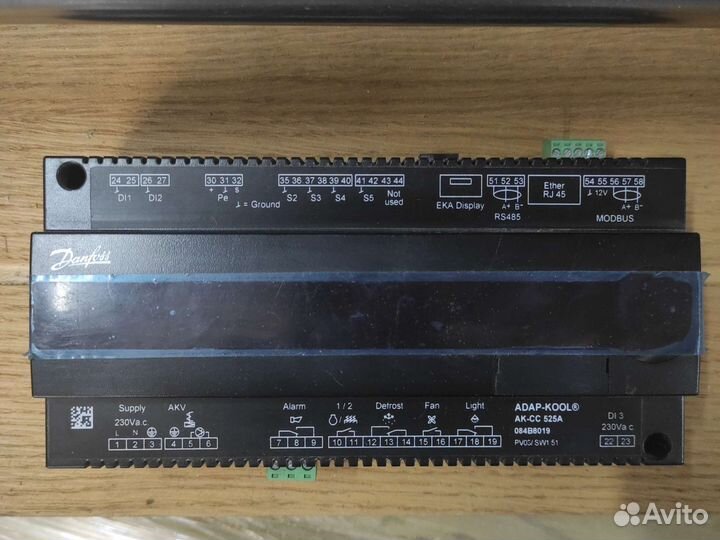 24 25 26 27 30 31 32 35 36 37 38 39 40 41 42 43 44 51 52 53 Ether RJ 45 54 55 56 57 58
+ S 12V
DI1 DI2 Pe = Ground S2 S3 S4 S5 Not used EKA Display A+ B- RS485 A+ B- MODBUS
Danfoss
Supply 230Va.c. AKV Alarm 1 / 2 Defrost Fan Light ADAP-KOOL® DI 3 230Va.c.
AK-CC 525A
084B8019
L N
1 2 3 4 5 6 7 8 9 10 11 12 13 14 15 16 17 18 19 PV03/ SW1.51 22 23
Avito